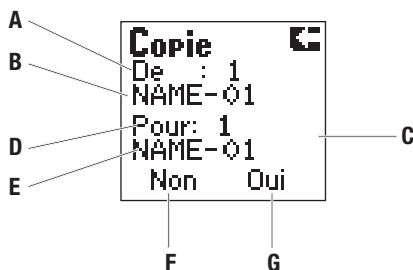 A
Copie
B
De : 1
NAME-01
D
Pour: 1
C
E
NAME-01
Non Oui
F G